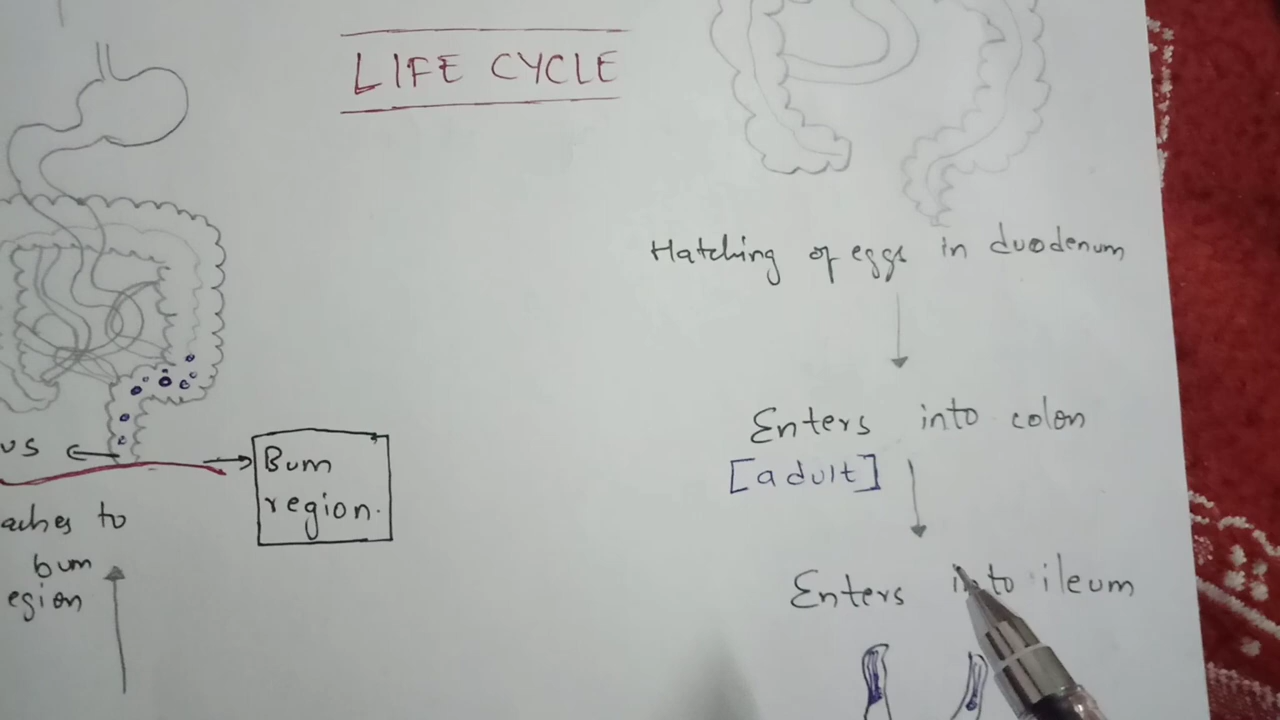 LIFE CYCLE
Hatching of eggs in duodenum
Enters into colon
[adult]
Enters into ileum
us
Bum
region.
aches to
bum
egion